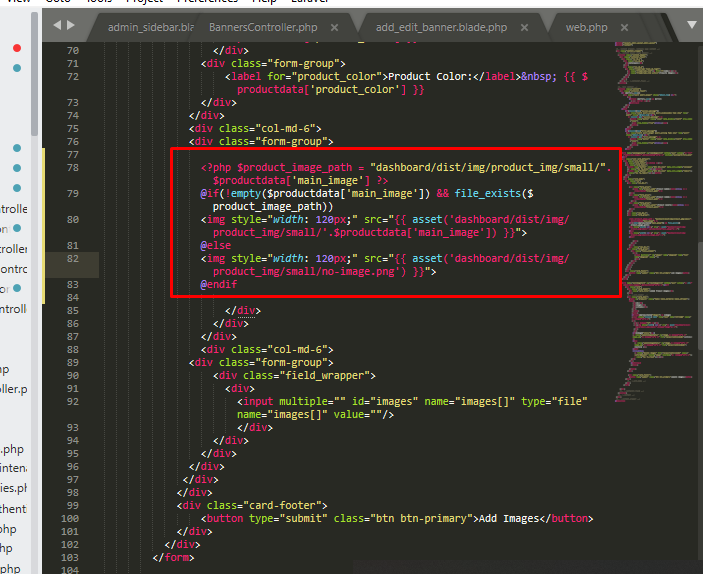 View Goto Tools Project Preferences Help Laravel
admin_sidebar.bla BannersController.php × add_edit_banner.blade.php × web.php ×
70 </div>
71 <div class="form-group">
72 <label for="product_color">Product Color:</label>&nbsp; {{ $
productdata['product_color'] }}
73 </div>
74 </div>
75 <div class="col-md-6">
76 <div class="form-group">
77
78 <?php $product_image_path = "dashboard/dist/img/product_img/small/".
$productdata['main_image'] ?>
79 @if(!empty($productdata['main_image']) && file_exists($
product_image_path))
80 <img style="width: 120px;" src="{{ asset('dashboard/dist/img/
product_img/small/'.$productdata['main_image']) }}">
81 @else
82 <img style="width: 120px;" src="{{ asset('dashboard/dist/img/
product_img/small/no-image.png') }}">
83 @endif
84
85 </div>
86 </div>
87 </div>
88 <div class="col-md-6">
89 <div class="form-group">
90 <div class="field_wrapper">
91 <div>
92 <input multiple="" id="images" name="images[]" type="file"
name="images[]" value=""/>
93 </div>
94 </div>
95 </div>
96 </div>
97 </div>
98 </div>
99 <div class="card-footer">
100 <button type="submit" class="btn btn-primary">Add Images</button>
101 </div>
102 </div>
103 </form>
104
ntrolle
on
ntroller
contro
or
ntroll
hp
ller.p
.php
intena
ies.ph
thenti
php
hp
.php